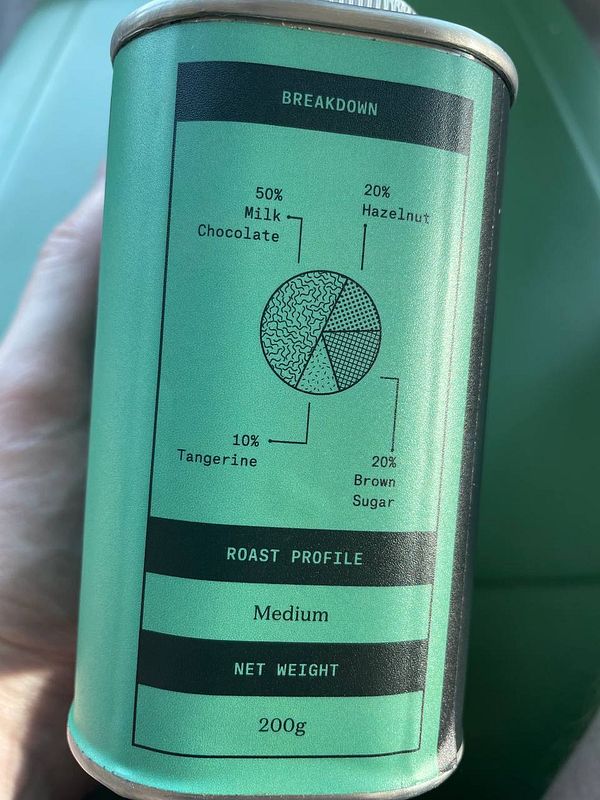 BREAKDOWN
50%
Milk
Chocolate
20%
Hazelnut
10%
Tangerine
20%
Brown
Sugar
ROAST PROFILE
Medium
NET WEIGHT
200g